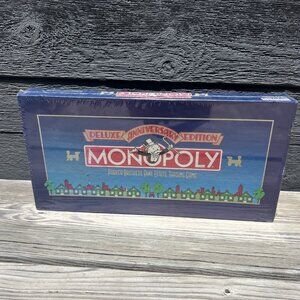 DELUXE ANNIVERSARY EDITION
MONOPOLY
PARKER BROTHERS REAL ESTATE TRADING GAME